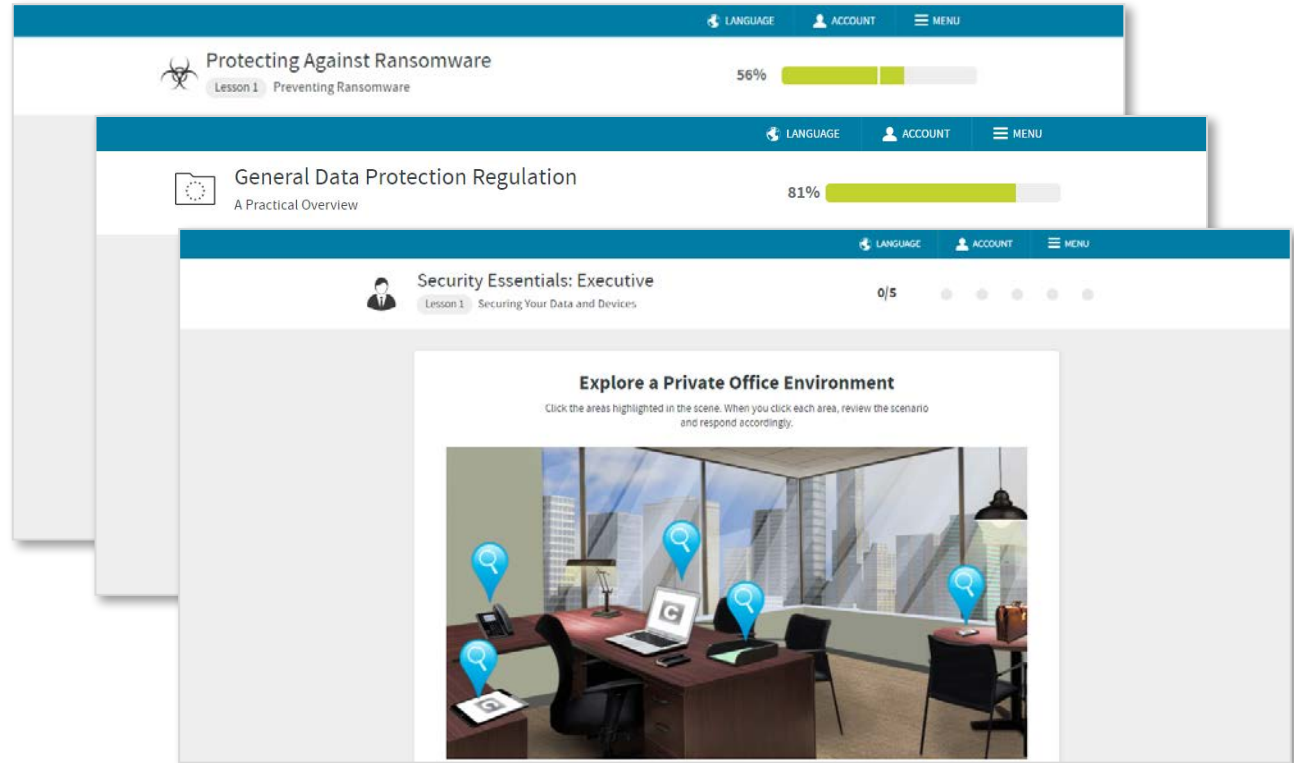 LANGUAGE ACCOUNT MENU
Protecting Against Ransomware
56%
Lesson 1 Preventing Ransomware
LANGUAGE ACCOUNT MENU
General Data Protection Regulation
81%
A Practical Overview
LANGUAGE ACCOUNT MENU
Security Essentials: Executive
0/5
Lesson 1 Securing Your Data and Devices
Explore a Private Office Environment
Click the areas highlighted in the scene. When you click each area, review the scenario
and respond accordingly.
C
C